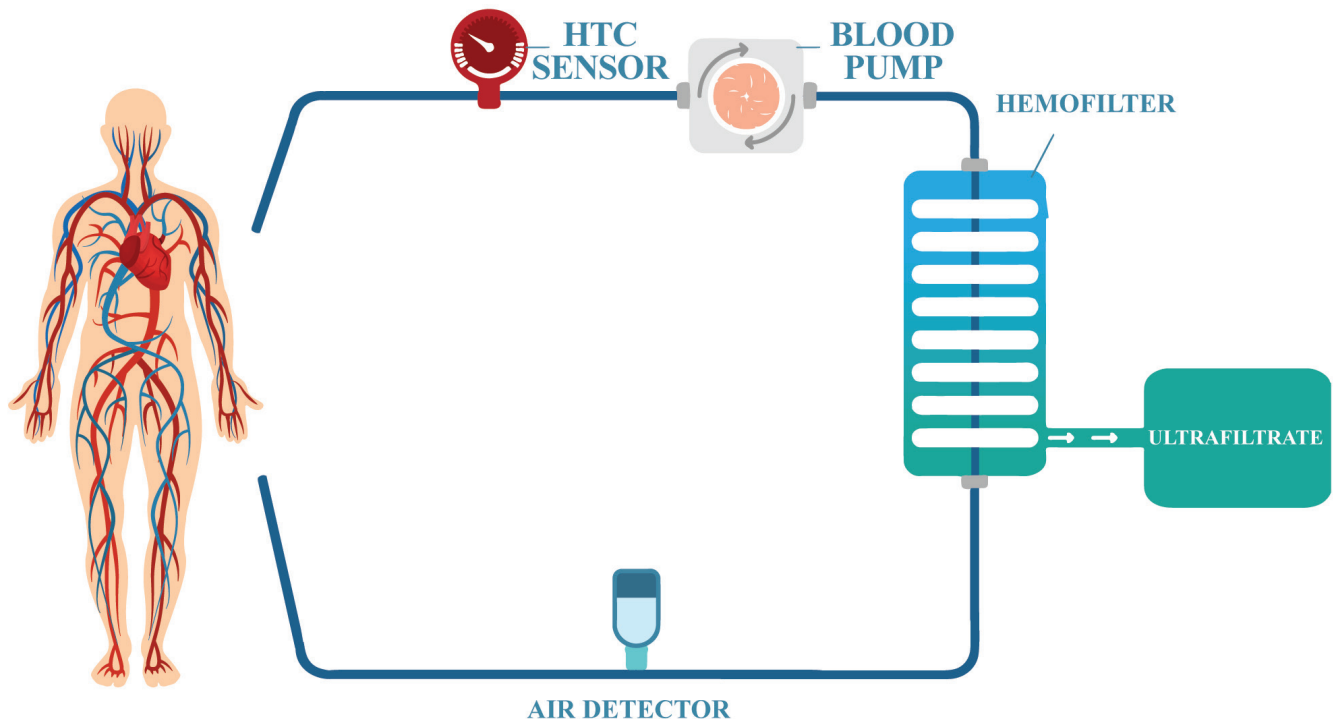 HTC
SENSOR
BLOOD
PUMP
HEMOFILTER
ULTRAFILTRATE
AIR DETECTOR